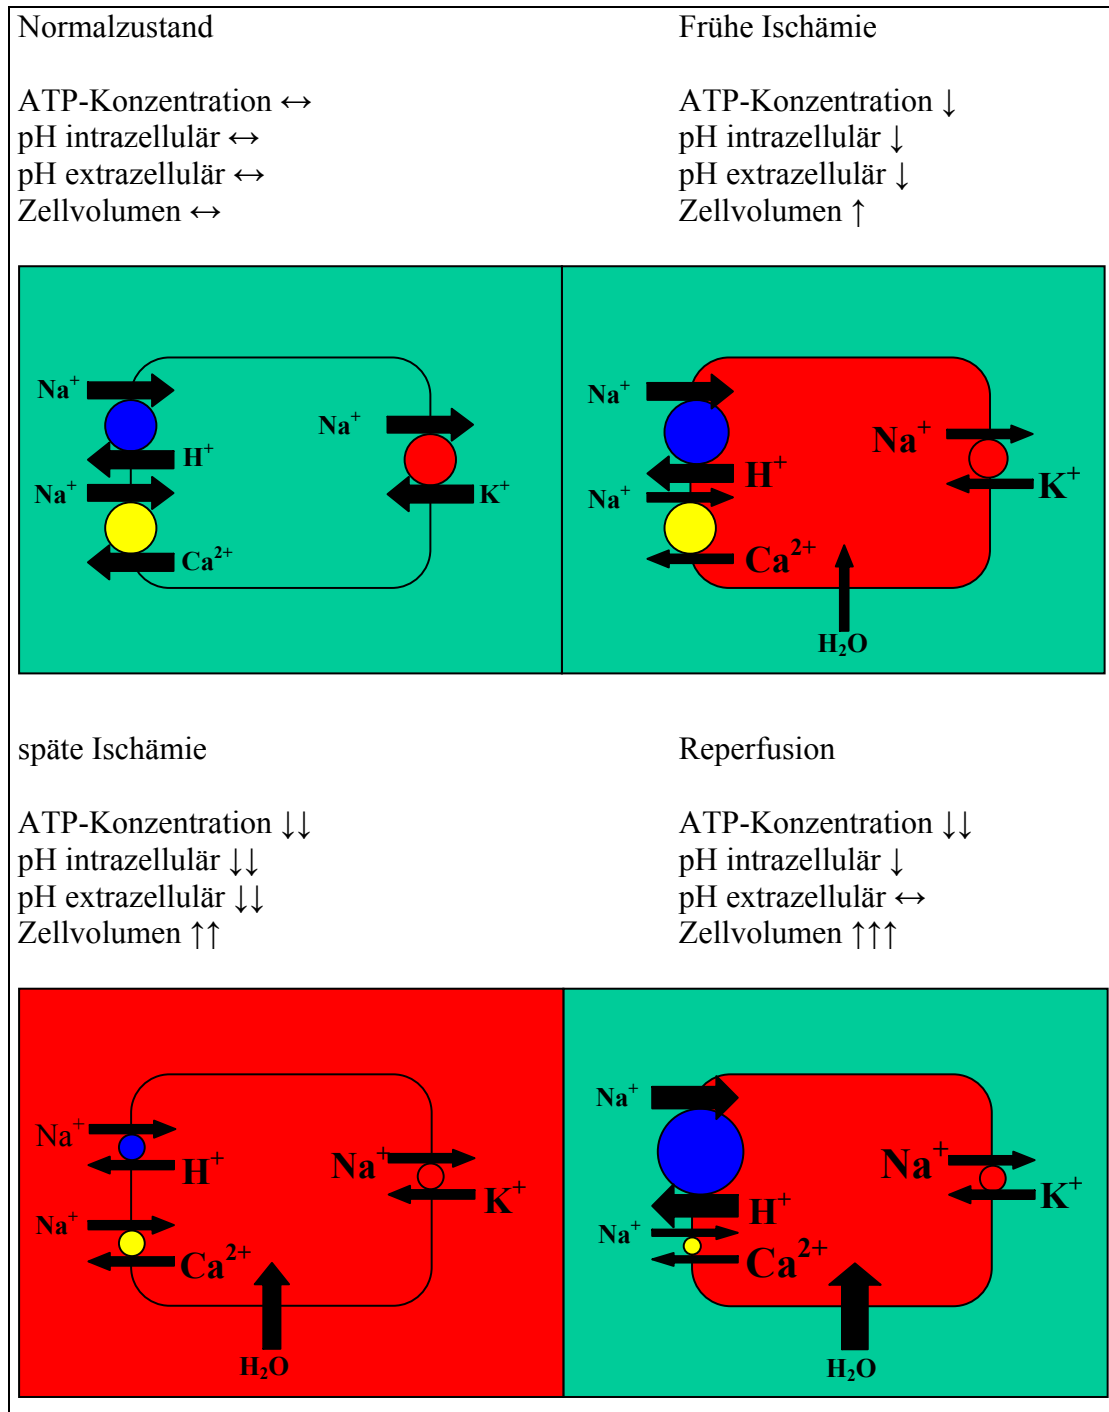 Normalzustand
ATP-Konzentration ↔
pH intrazellulär ↔
pH extrazellulär ↔
Zellvolumen ↔
Frühe Ischämie
ATP-Konzentration ↓
pH intrazellulär ↓
pH extrazellulär ↓
Zellvolumen ↑
Na⁺
H⁺
Na⁺
Ca²⁺
Na⁺
K⁺
Na⁺
H⁺
Na⁺
Ca²⁺
Na⁺
K⁺
H₂O
späte Ischämie
ATP-Konzentration ↓↓
pH intrazellulär ↓↓
pH extrazellulär ↓↓
Zellvolumen ↑↑
Reperfusion
ATP-Konzentration ↓↓
pH intrazellulär ↓
pH extrazellulär ↔
Zellvolumen ↑↑↑
Na⁺
H⁺
Na⁺
Ca²⁺
Na⁺
K⁺
H₂O
Na⁺
H⁺
Na⁺
Ca²⁺
Na⁺
K⁺
H₂O